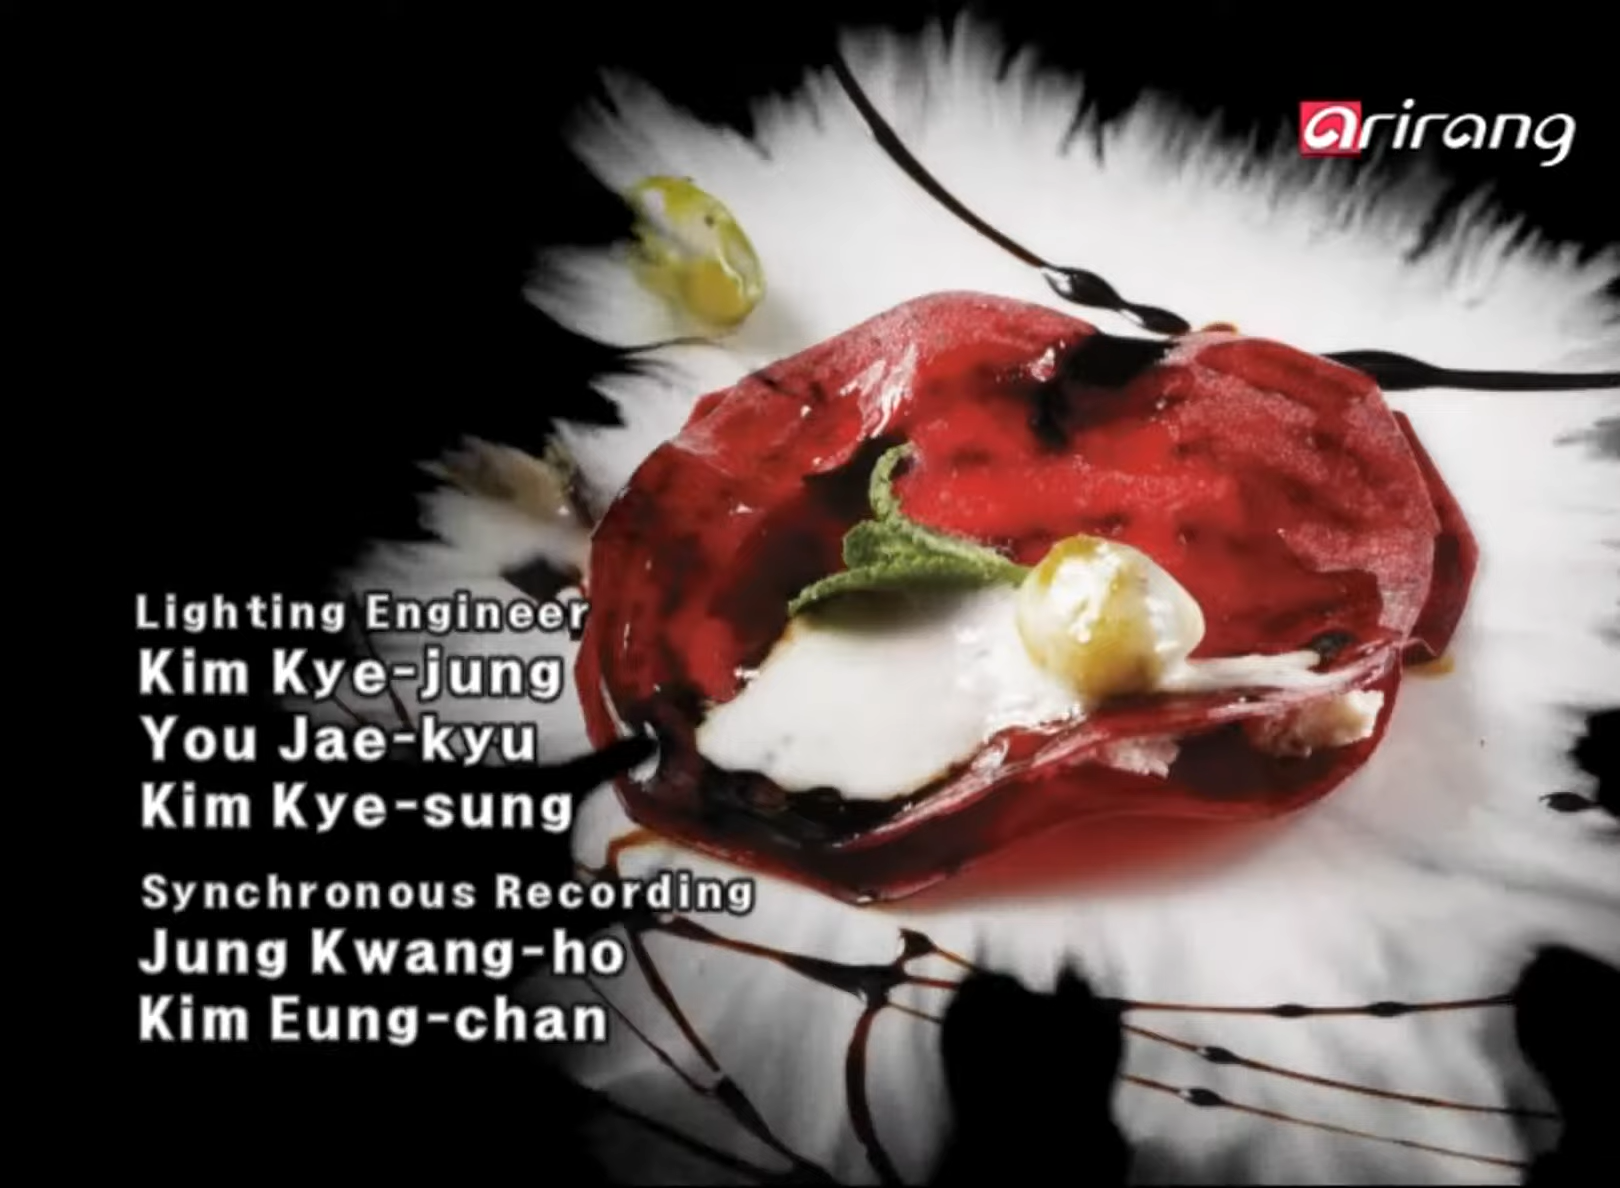 arirang
Lighting Engineer
Kim Kye-jung
You Jae-kyu
Kim Kye-sung
Synchronous Recording
Jung Kwang-ho
Kim Eung-chan